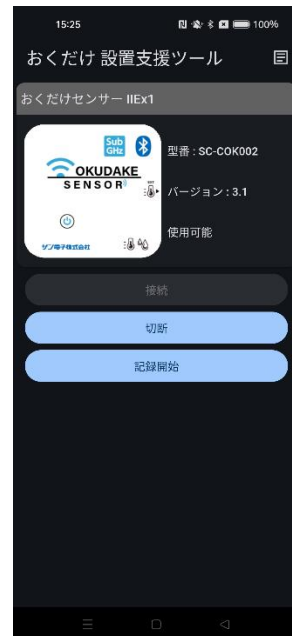 15:25
100%
おくだけ 設置支援ツール
おくだけセンサー IIEx1
Sub
GHz
OKUDAKE
SENSOR
サン電子株式会社
型番 : SC-COK002
バージョン : 3.1
使用可能
接続
切断
記録開始